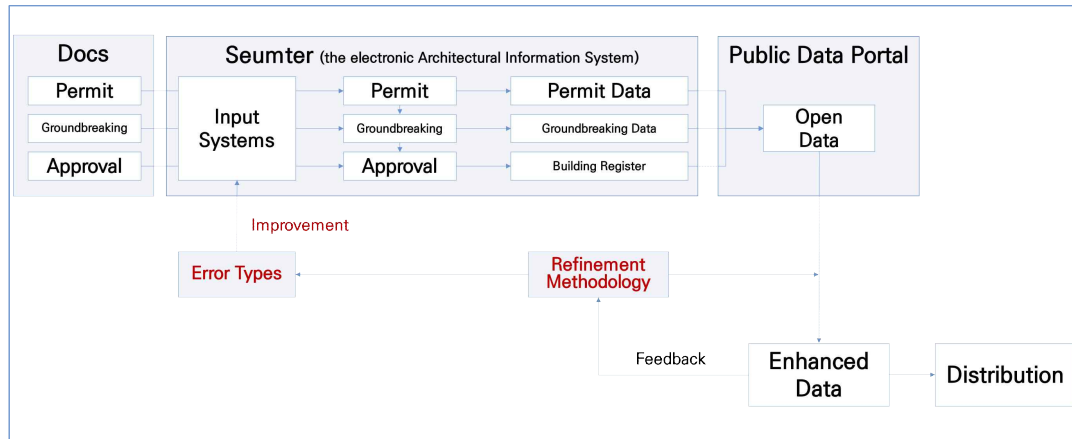 Docs
Seumter (the electronic Architectural Information System)
Public Data Portal
Permit
Groundbreaking
Approval
Input
Systems
Permit
Groundbreaking
Approval
Permit Data
Groundbreaking Data
Building Register
Open
Data
Improvement
Error Types
Refinement
Methodology
Feedback
Enhanced
Data
Distribution